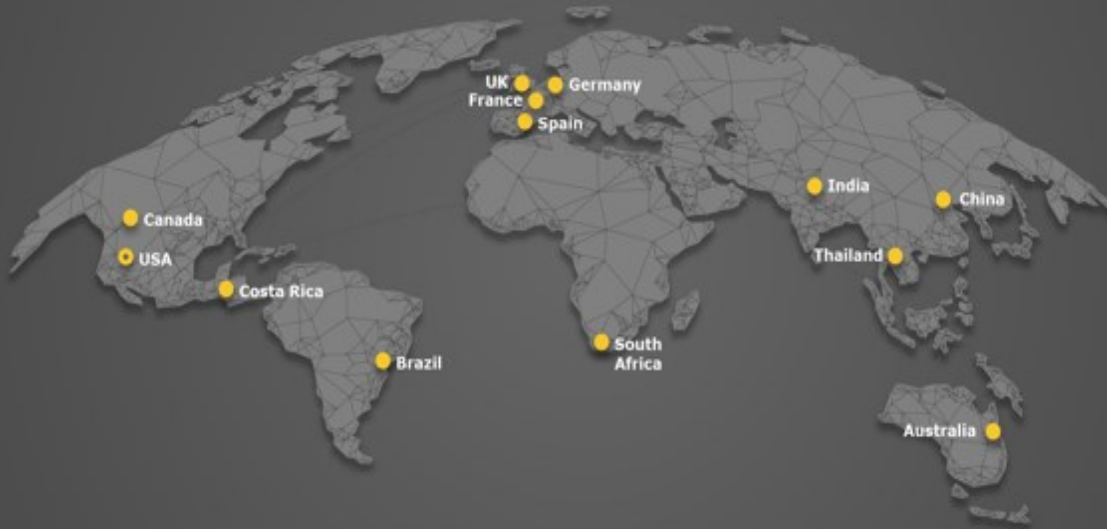 UK
Germany
France
Spain
India
China
Canada
USA
Thailand
Costa Rica
South
Africa
Brazil
Australia